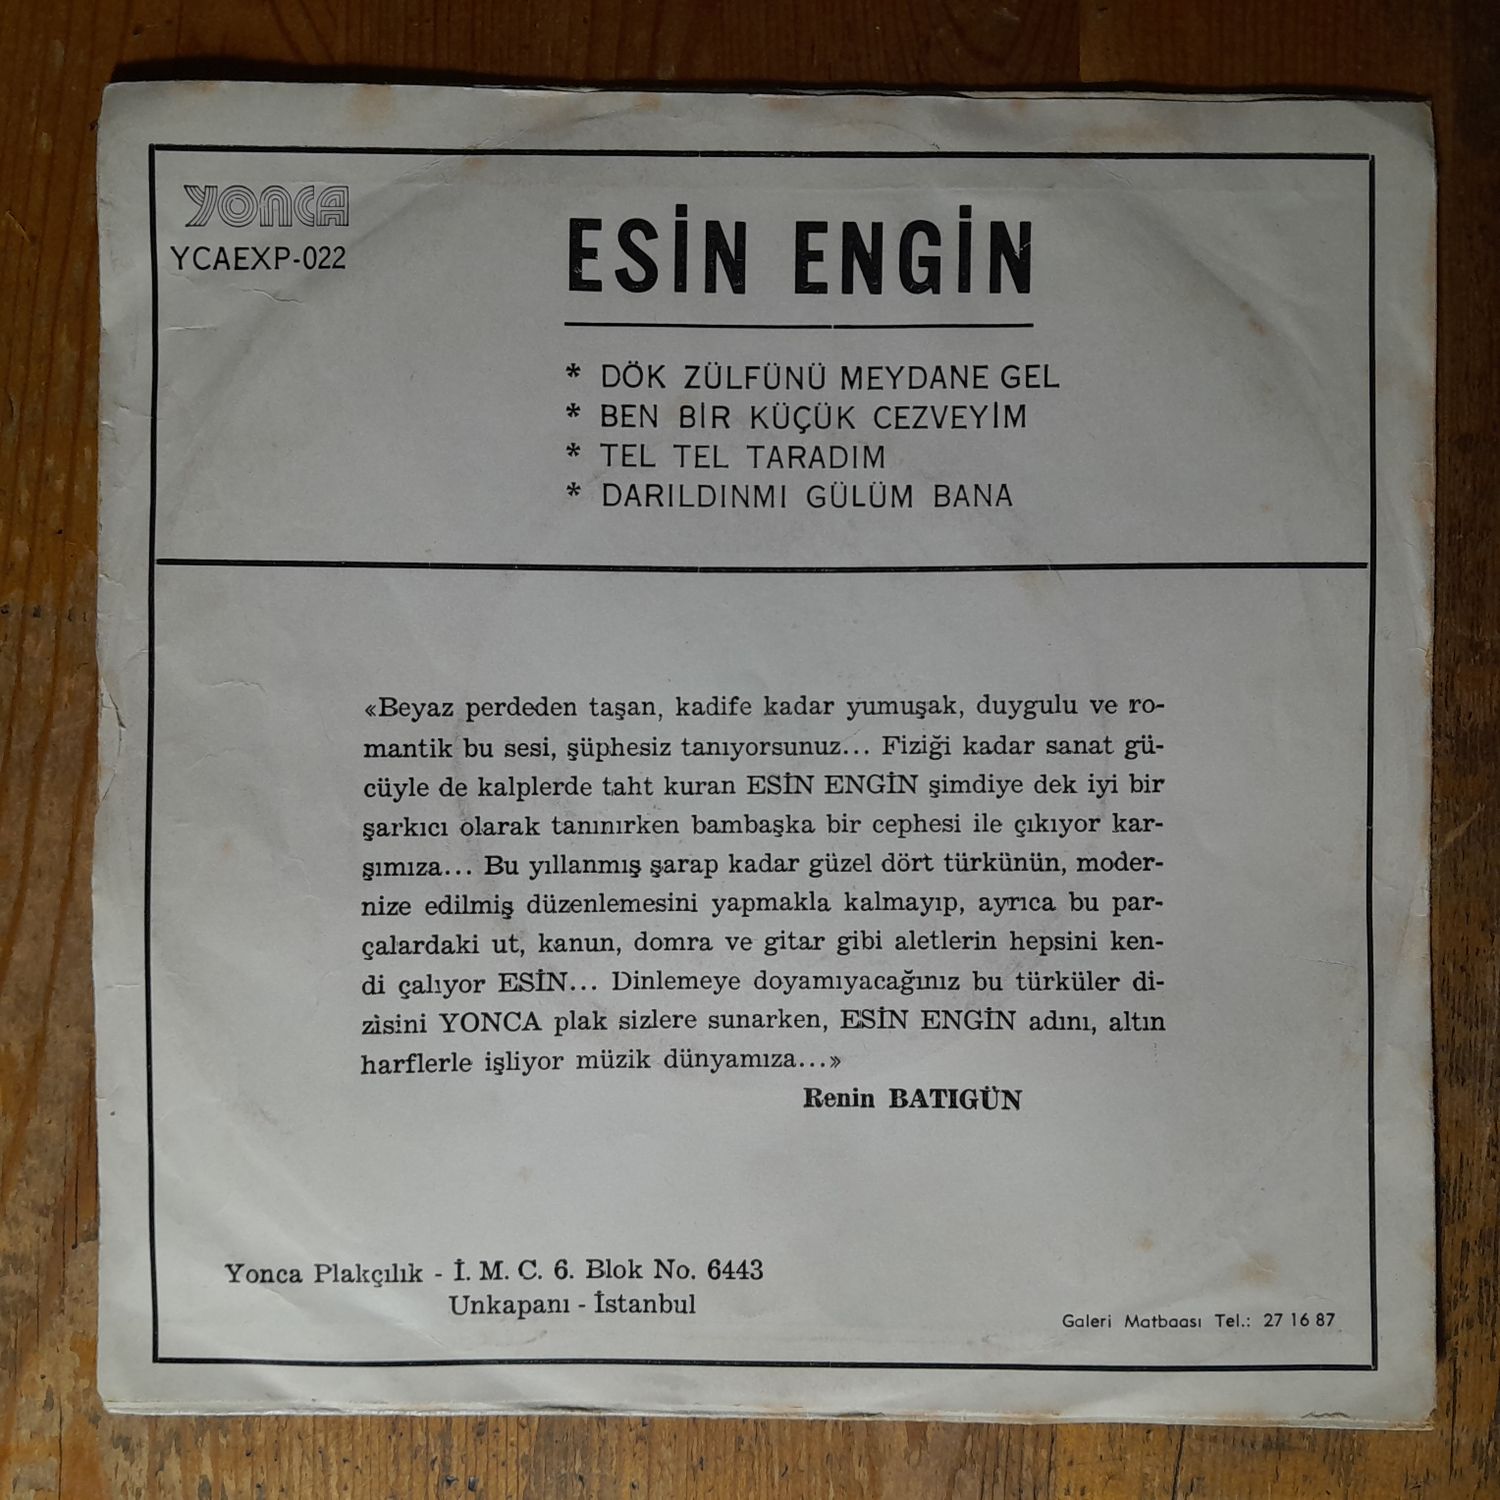 YONCA
YCAEXP-022
ESİN ENGİN
* DÖK ZÜLFÜNÜ MEYDANE GEL
* BEN BİR KÜÇÜK CEZVEYİM
* TEL TEL TARADIM
* DARILDINMI GÜLÜM BANA
«Beyaz perdeden taşan, kadife kadar yumuşak, duygulu ve ro-
mantik bu sesi, şüphesiz tanıyorsunuz... Fiziği kadar sanat gü-
cüyle de kalplerde taht kuran ESİN ENGİN şimdiye dek iyi bir
şarkıcı olarak tanınırken bambaşka bir cephesi ile çıkıyor kar-
şımıza... Bu yıllanmış şarap kadar güzel dört türkünün, moder-
nize edilmiş düzenlemesini yapmakla kalmayıp, ayrıca bu par-
çalardaki ut, kanun, domra ve gitar gibi aletlerin hepsini ken-
di çalıyor ESİN... Dinlemeye doyamıyacağınız bu türküler di-
zisini YONCA plak sizlere sunarken, ESİN ENGİN adını, altın
harflerle işliyor müzik dünyamıza...»
Renin BATIGÜN
Yonca Plakçılık - İ. M. C. 6. Blok No. 6443
Unkapanı - İstanbul
Galeri Matbaası Tel.: 27 16 87